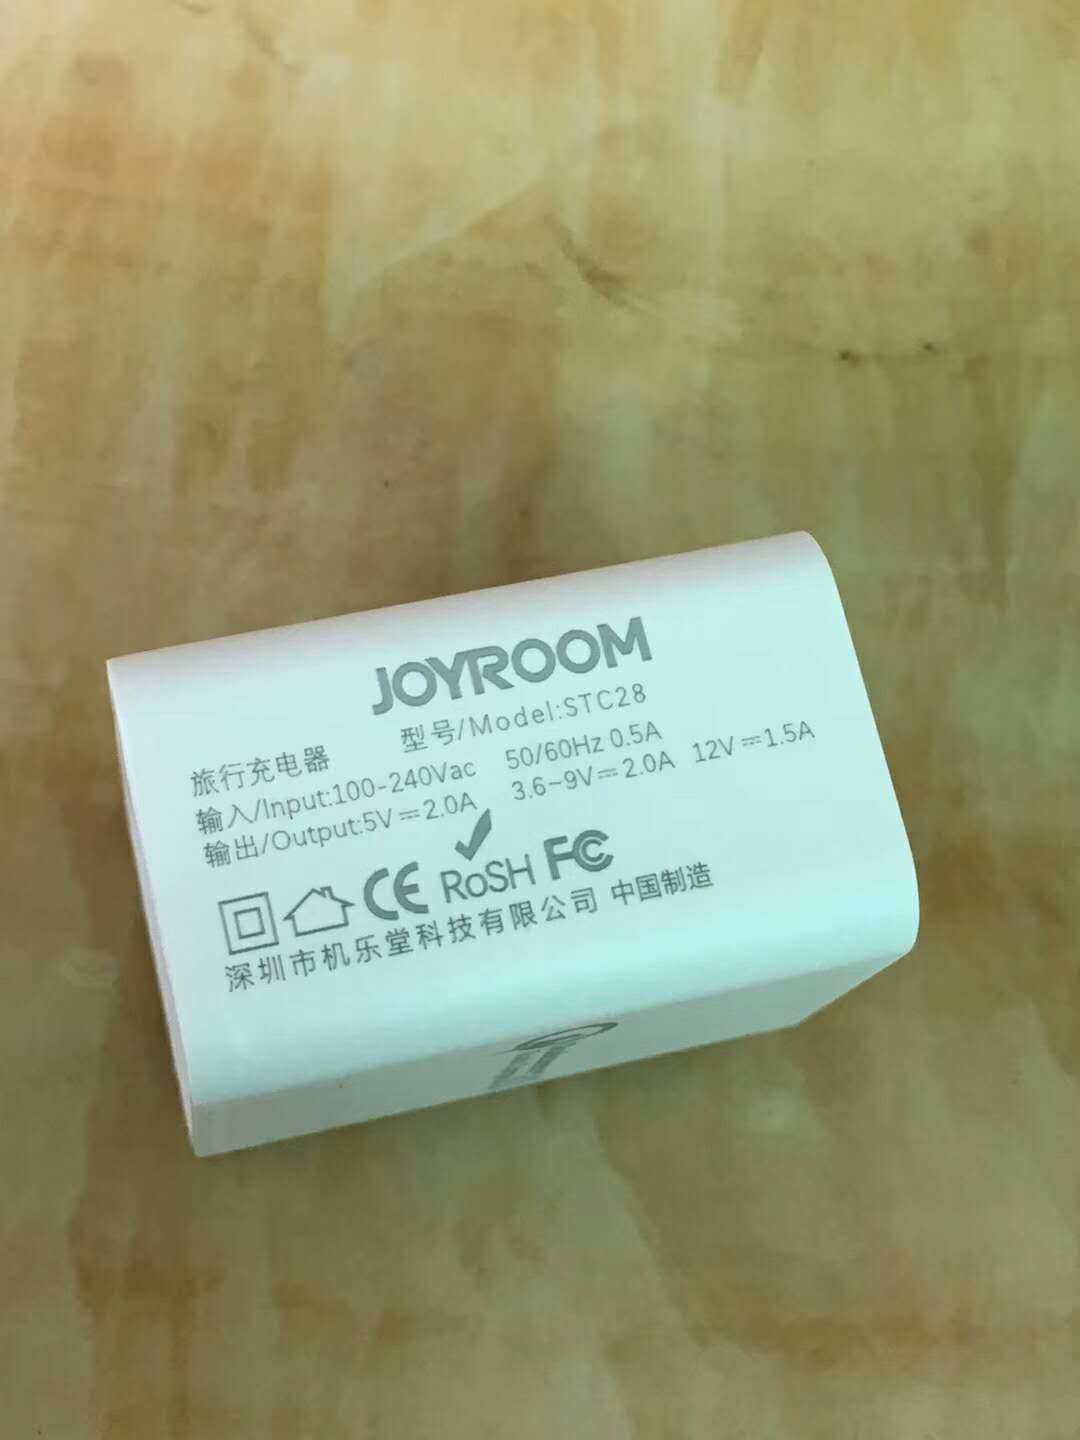 JOYROOM
旅行充电器 型号/Model:STC28
输入/Input:100-240Vac 50/60Hz 0.5A
输出/Output:5V⎓2.0A 3.6~9V⎓2.0A 12V⎓1.5A
CE RoSH FC
深圳市机乐堂科技有限公司 中国制造